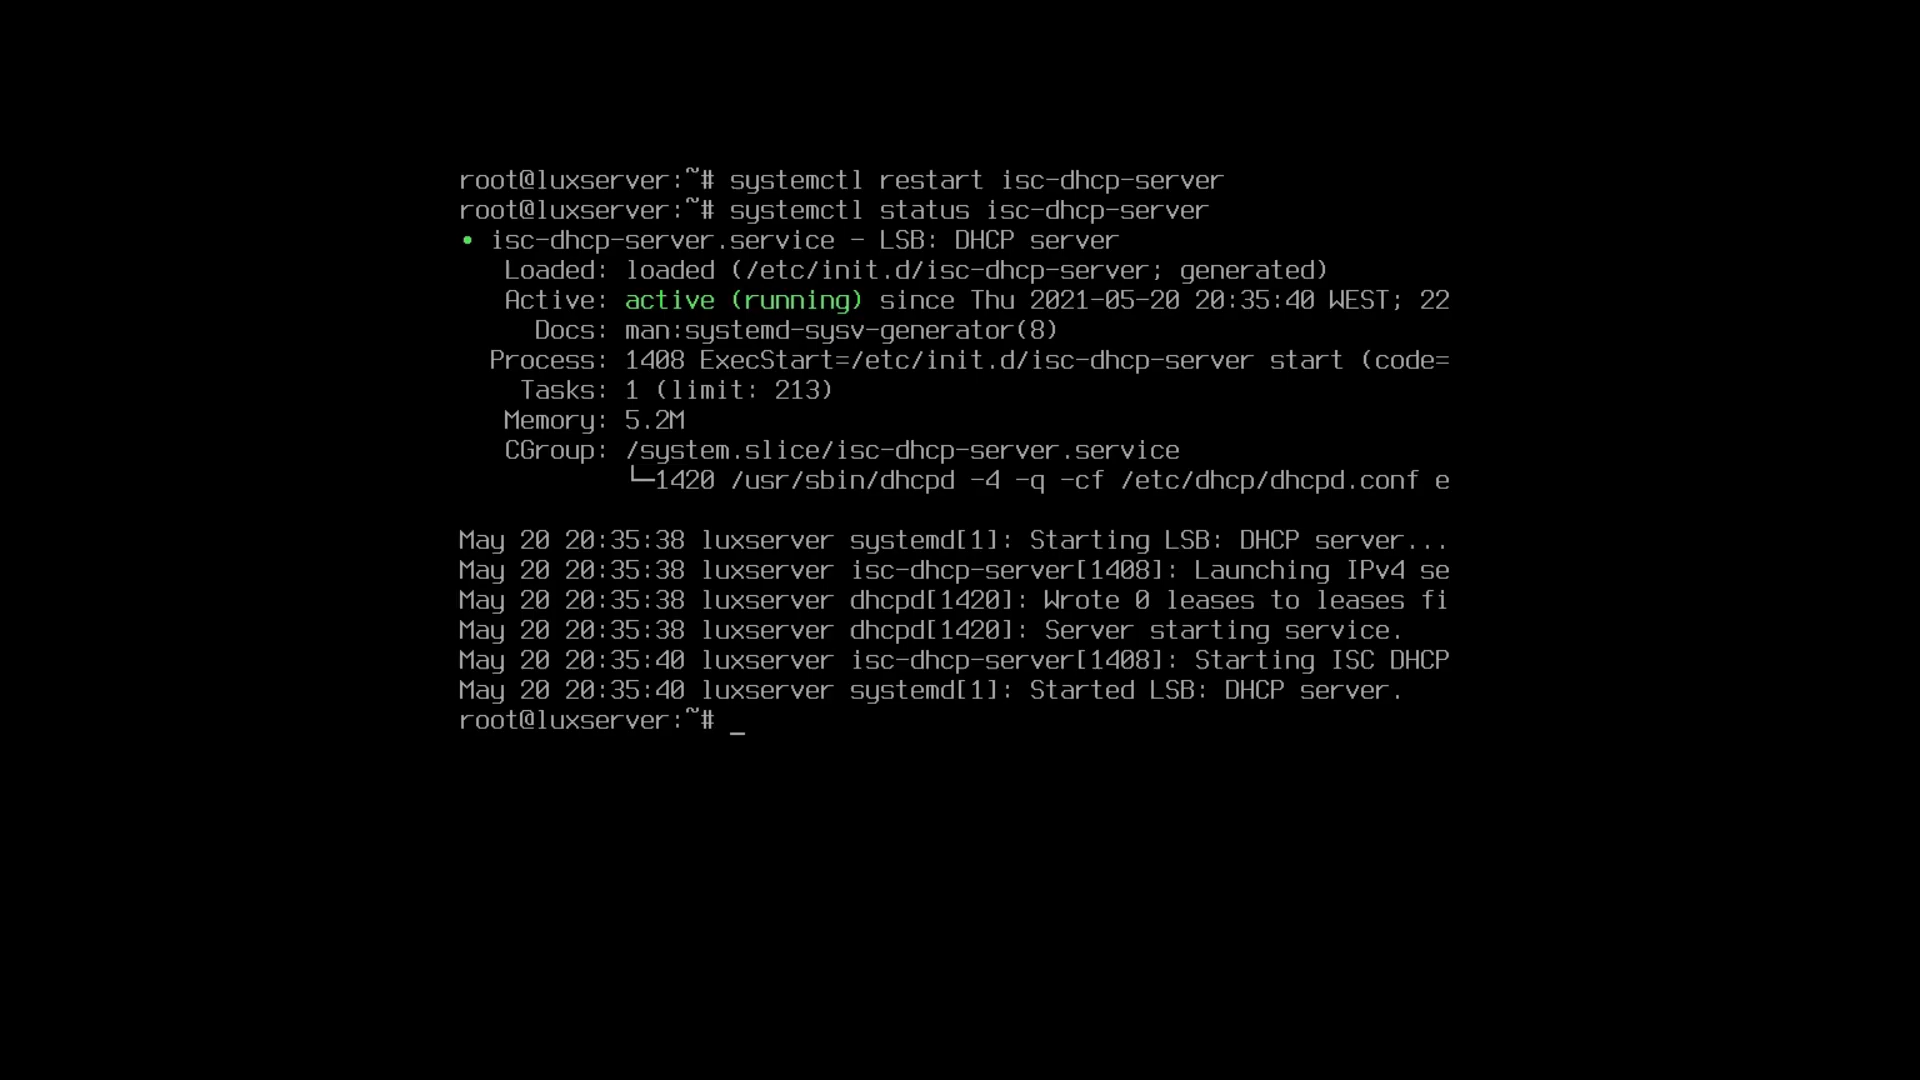 root@luxserver:~# systemctl restart isc-dhcp-server
root@luxserver:~# systemctl status isc-dhcp-server
• isc-dhcp-server.service - LSB: DHCP server
   Loaded: loaded (/etc/init.d/isc-dhcp-server; generated)
   Active: active (running) since Thu 2021-05-20 20:35:40 WEST; 22
     Docs: man:systemd-sysv-generator(8)
  Process: 1408 ExecStart=/etc/init.d/isc-dhcp-server start (code=
    Tasks: 1 (limit: 213)
   Memory: 5.2M
   CGroup: /system.slice/isc-dhcp-server.service
           └─1420 /usr/sbin/dhcpd -4 -q -cf /etc/dhcp/dhcpd.conf e
May 20 20:35:38 luxserver systemd[1]: Starting LSB: DHCP server...
May 20 20:35:38 luxserver isc-dhcp-server[1408]: Launching IPv4 se
May 20 20:35:38 luxserver dhcpd[1420]: Wrote 0 leases to leases fi
May 20 20:35:38 luxserver dhcpd[1420]: Server starting service.
May 20 20:35:40 luxserver isc-dhcp-server[1408]: Starting ISC DHCP
May 20 20:35:40 luxserver systemd[1]: Started LSB: DHCP server.
root@luxserver:~# _